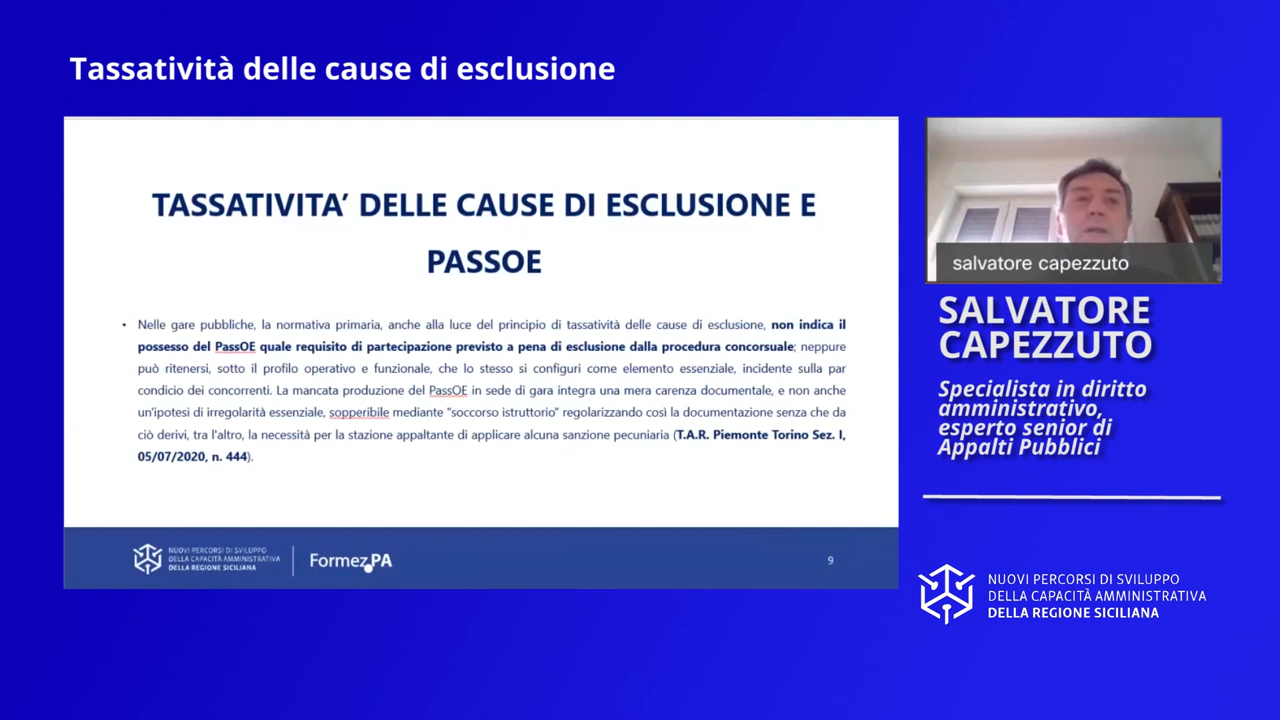 Tassatività delle cause di esclusione
TASSATIVITA' DELLE CAUSE DI ESCLUSIONE E
PASSOE
• Nelle gare pubbliche, la normativa primaria, anche alla luce del principio di tassatività delle cause di esclusione, non indica il
possesso del PassOE quale requisito di partecipazione previsto a pena di esclusione dalla procedura concorsuale; neppure
può ritenersi, sotto il profilo operativo e funzionale, che lo stesso si configuri come elemento essenziale, incidente sulla par
condicio dei concorrenti. La mancata produzione del PassOE in sede di gara integra una mera carenza documentale, e non anche
un'ipotesi di irregolarità essenziale, sopperibile mediante "soccorso istruttorio" regolarizzando così la documentazione senza che da
ciò derivi, tra l'altro, la necessità per la stazione appaltante di applicare alcuna sanzione pecuniaria (T.A.R. Piemonte Torino Sez. I,
05/07/2020, n. 444).
NUOVI PERCORSI DI SVILUPPO
DELLA CAPACITÀ AMMINISTRATIVA
DELLA REGIONE SICILIANA
Formez PA
9
salvatore capezzuto
SALVATORE
CAPEZZUTO
Specialista in diritto
amministrativo,
esperto senior di
Appalti Pubblici
NUOVI PERCORSI DI SVILUPPO
DELLA CAPACITÀ AMMINISTRATIVA
DELLA REGIONE SICILIANA